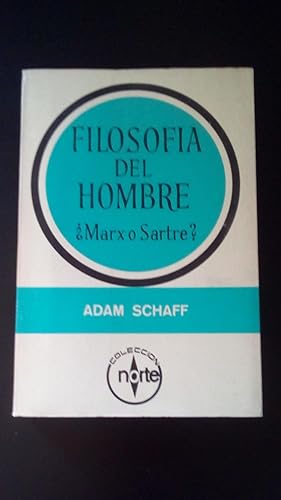 FILOSOFIA
DEL
HOMBRE
¿Marx o Sartre?
ADAM SCHAFF
COLECCION
norte